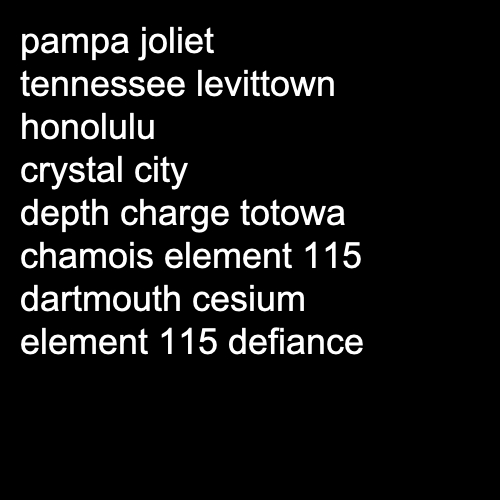 pampa joliet
tennessee levittown
honolulu
crystal city
depth charge totowa
chamois element 115
dartmouth cesium
element 115 defiance